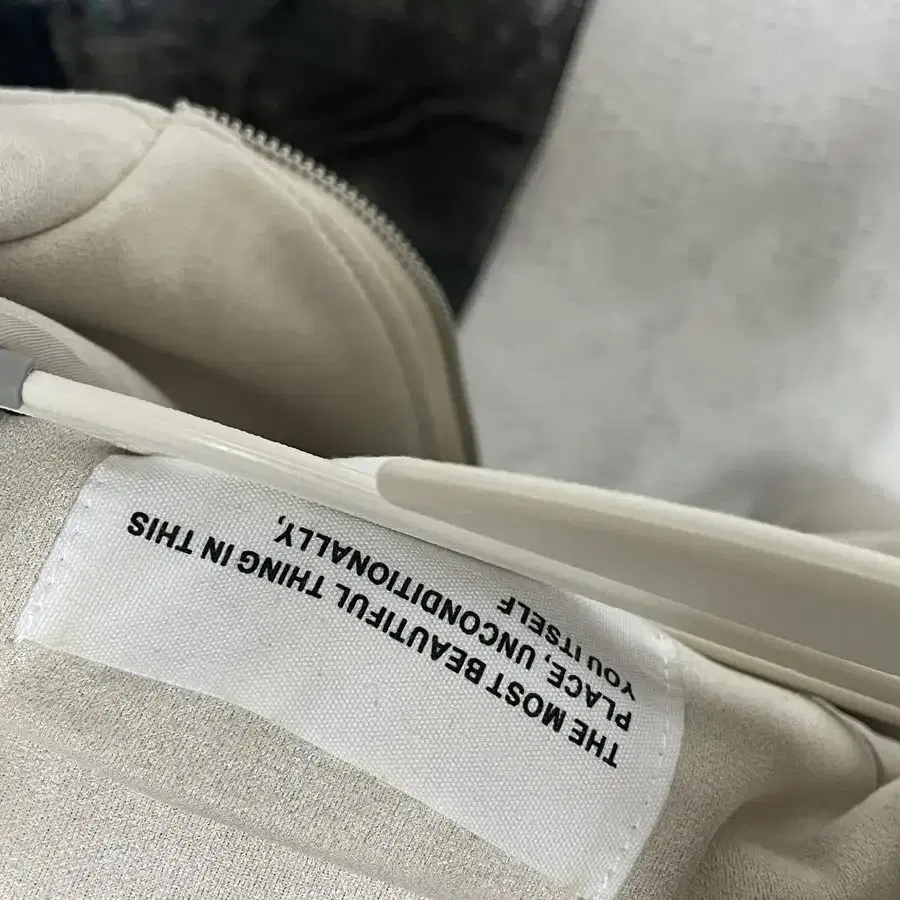 THE MOST BEAUTIFUL THING IN THIS
PLACE, UNCONDITIONALLY,
YOU ITSELF